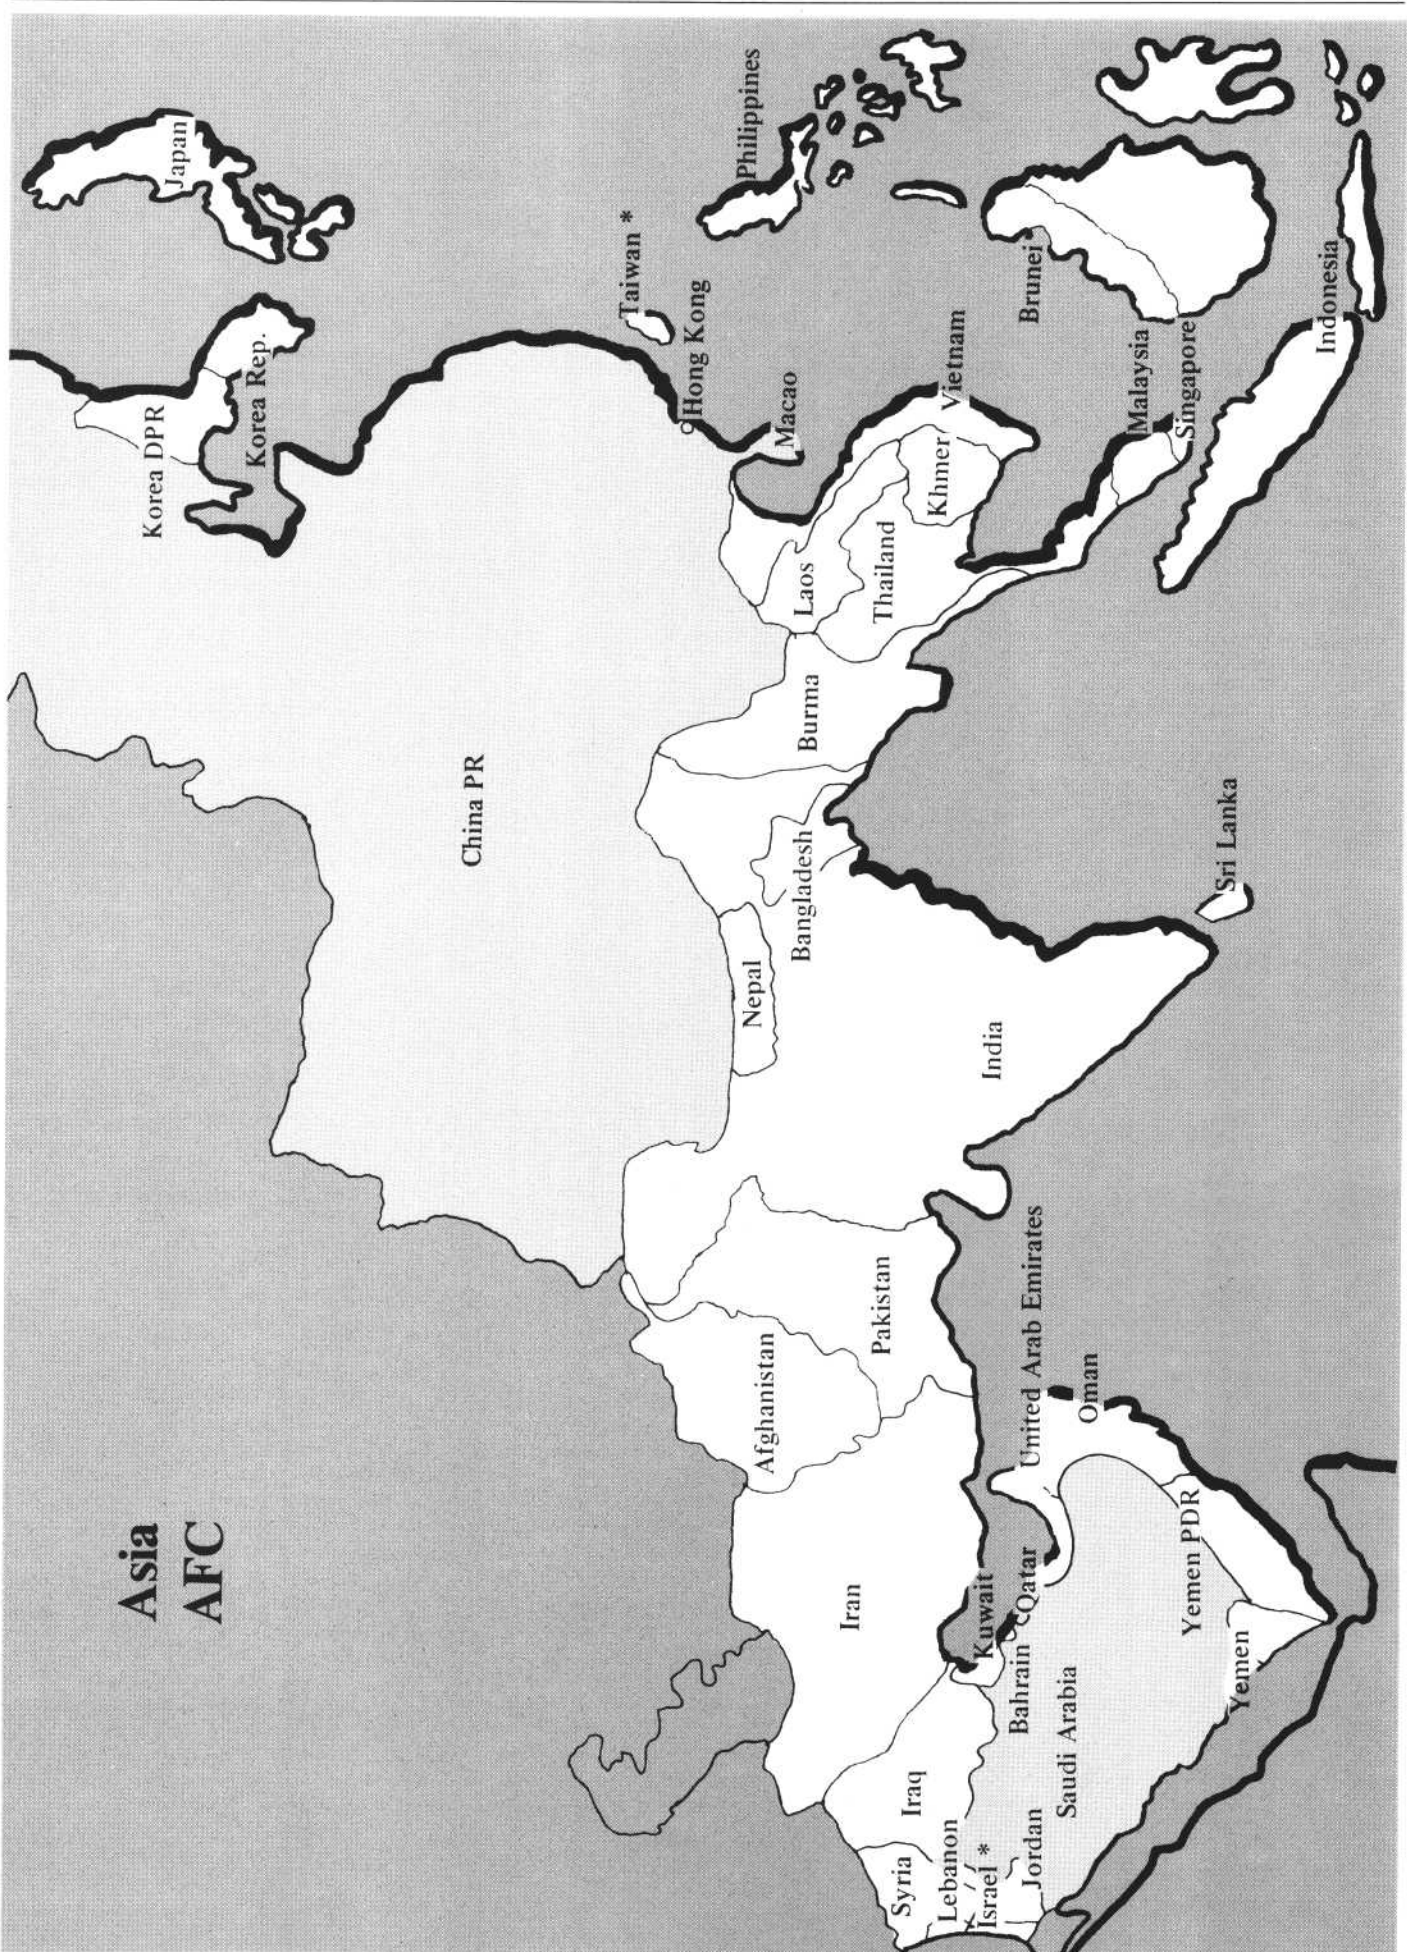 Asia
AFC
Japan
Korea DPR
Korea Rep.
China PR
Taiwan *
Hong Kong
Macao
Philippines
Vietnam
Laos
Khmer
Thailand
Burma
Brunei
Malaysia
Singapore
Indonesia
Bangladesh
Nepal
India
Sri Lanka
Pakistan
Afghanistan
Iran
United Arab Emirates
Oman
Kuwait
Qatar
Bahrain
Saudi Arabia
Yemen PDR
Yemen
Iraq
Syria
Lebanon
Israel *
Jordan